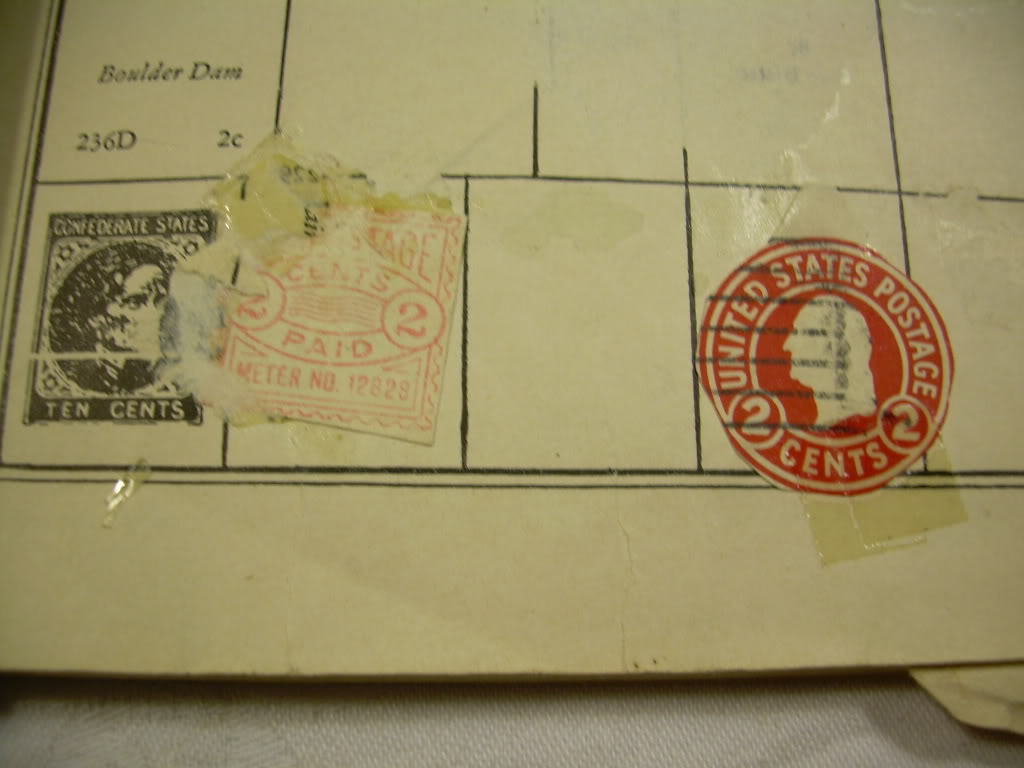 Boulder Dam
236D 2c
CONFEDERATE STATES
TEN CENTS
CENTS
2 2
PAID
METER NO. 12828
UNITED STATES POSTAGE
2 2
CENTS